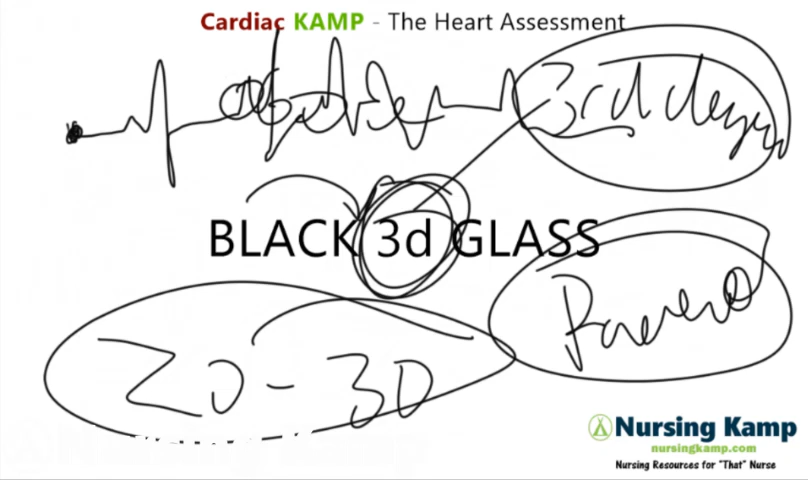 Cardiac KAMP - The Heart Assessment
3rd degree
BLACK 3d GLASS
20-30
Nursing Kamp
nursingkamp.com
Nursing Resources for "That" Nurse